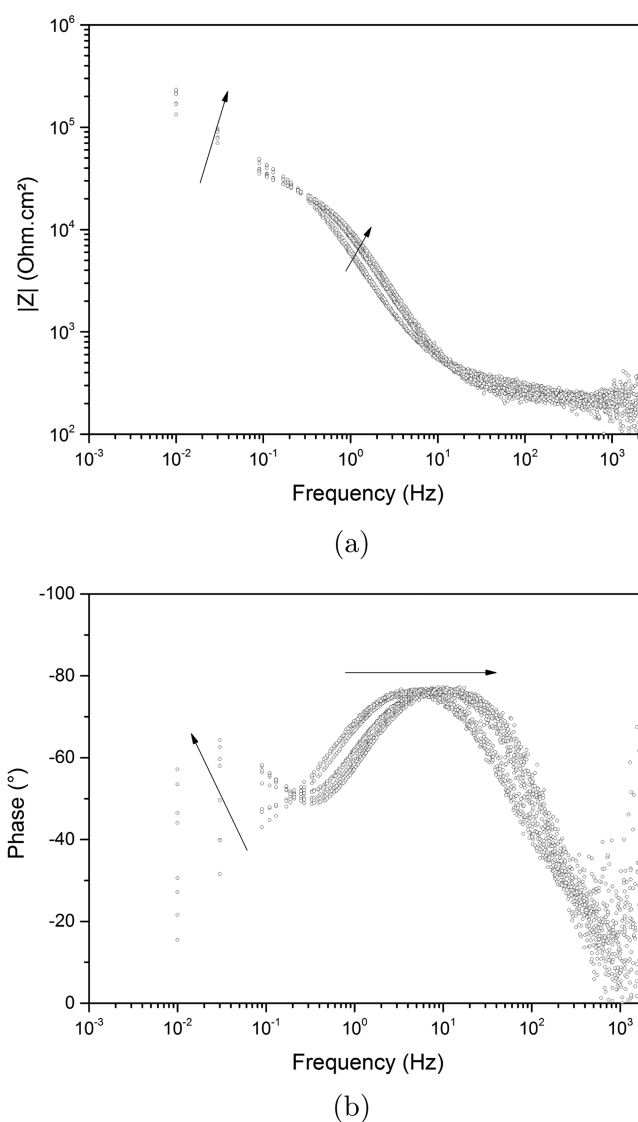 10⁶
10⁵
10⁴
10³
10²
|Z| (Ohm.cm²)
10⁻³ 10⁻² 10⁻¹ 10⁰ 10¹ 10² 10³
Frequency (Hz)
(a)
-100
-80
-60
-40
-20
0
Phase (°)
10⁻³ 10⁻² 10⁻¹ 10⁰ 10¹ 10² 10³
Frequency (Hz)
(b)